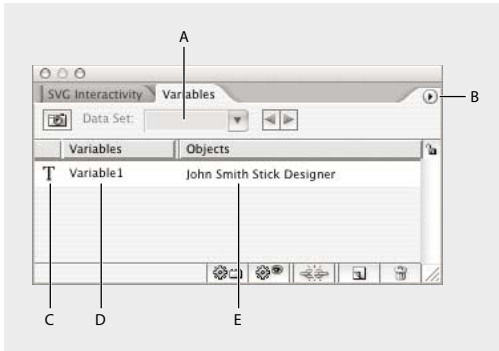 A
SVG Interactivity Variables
B
Data Set:
Variables Objects
T Variable1 John Smith Stick Designer
C D E